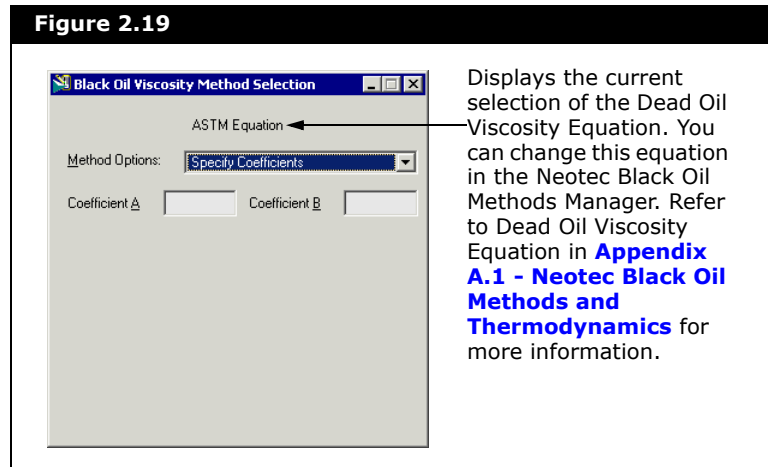 Figure 2.19
Black Oil Viscosity Method Selection
ASTM Equation
Method Options:
Specify Coefficients
Coefficient A
Coefficient B
Displays the current
selection of the Dead Oil
Viscosity Equation. You
can change this equation
in the Neotec Black Oil
Methods Manager. Refer
to Dead Oil Viscosity
Equation in Appendix
A.1 - Neotec Black Oil
Methods and
Thermodynamics for
more information.